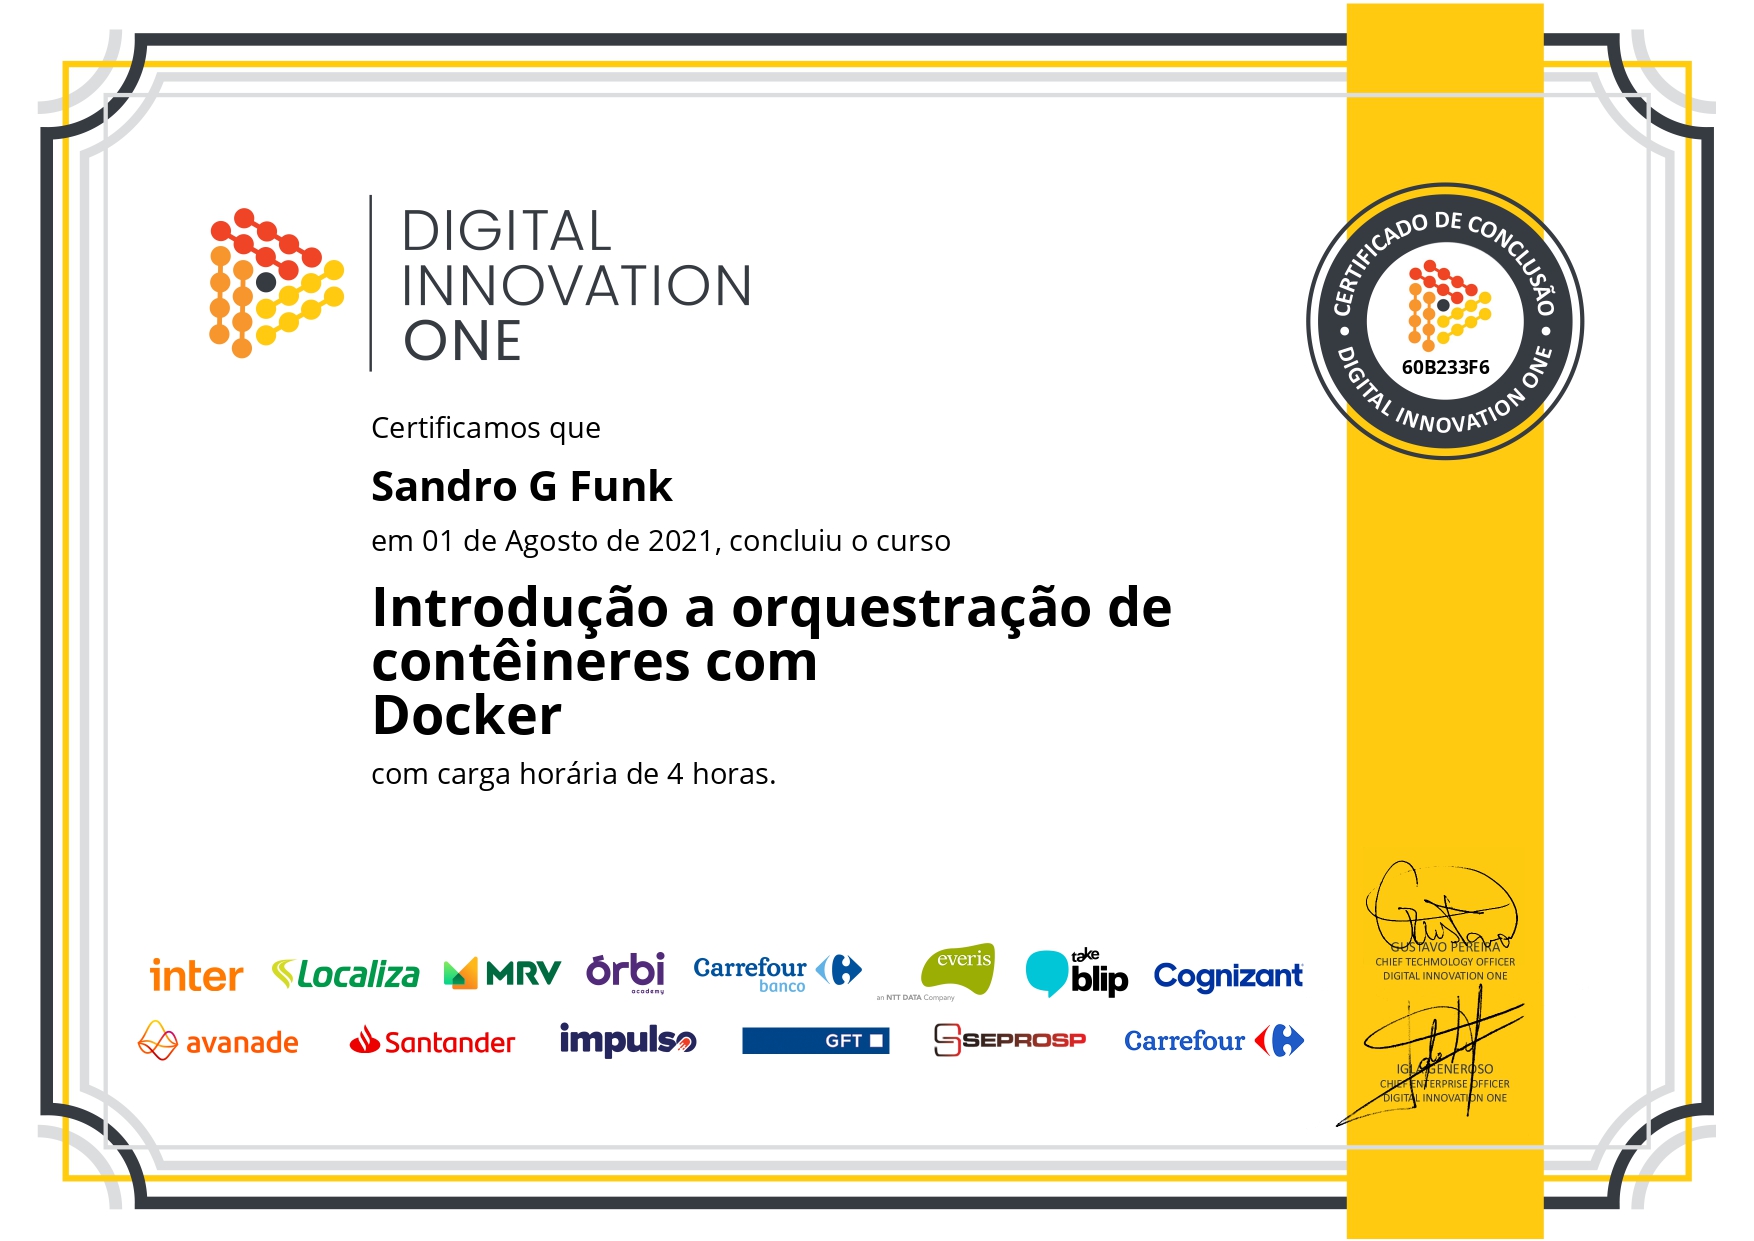 DIGITAL
INNOVATION
ONE
CERTIFICADO DE CONCLUSÃO
60B233F6
• DIGITAL INNOVATION ONE •
Certificamos que
Sandro G Funk
em 01 de Agosto de 2021, concluiu o curso
Introdução a orquestração de
contêineres com
Docker
com carga horária de 4 horas.
inter Localiza MRV órbi academy Carrefour banco everis an NTT DATA Company take blip Cognizant
avanade Santander impulso GFT SEPROSP Carrefour
GUSTAVO PEREIRA
CHIEF TECHNOLOGY OFFICER
DIGITAL INNOVATION ONE
IGLA GENEROSO
CHIEF ENTERPRISE OFFICER
DIGITAL INNOVATION ONE